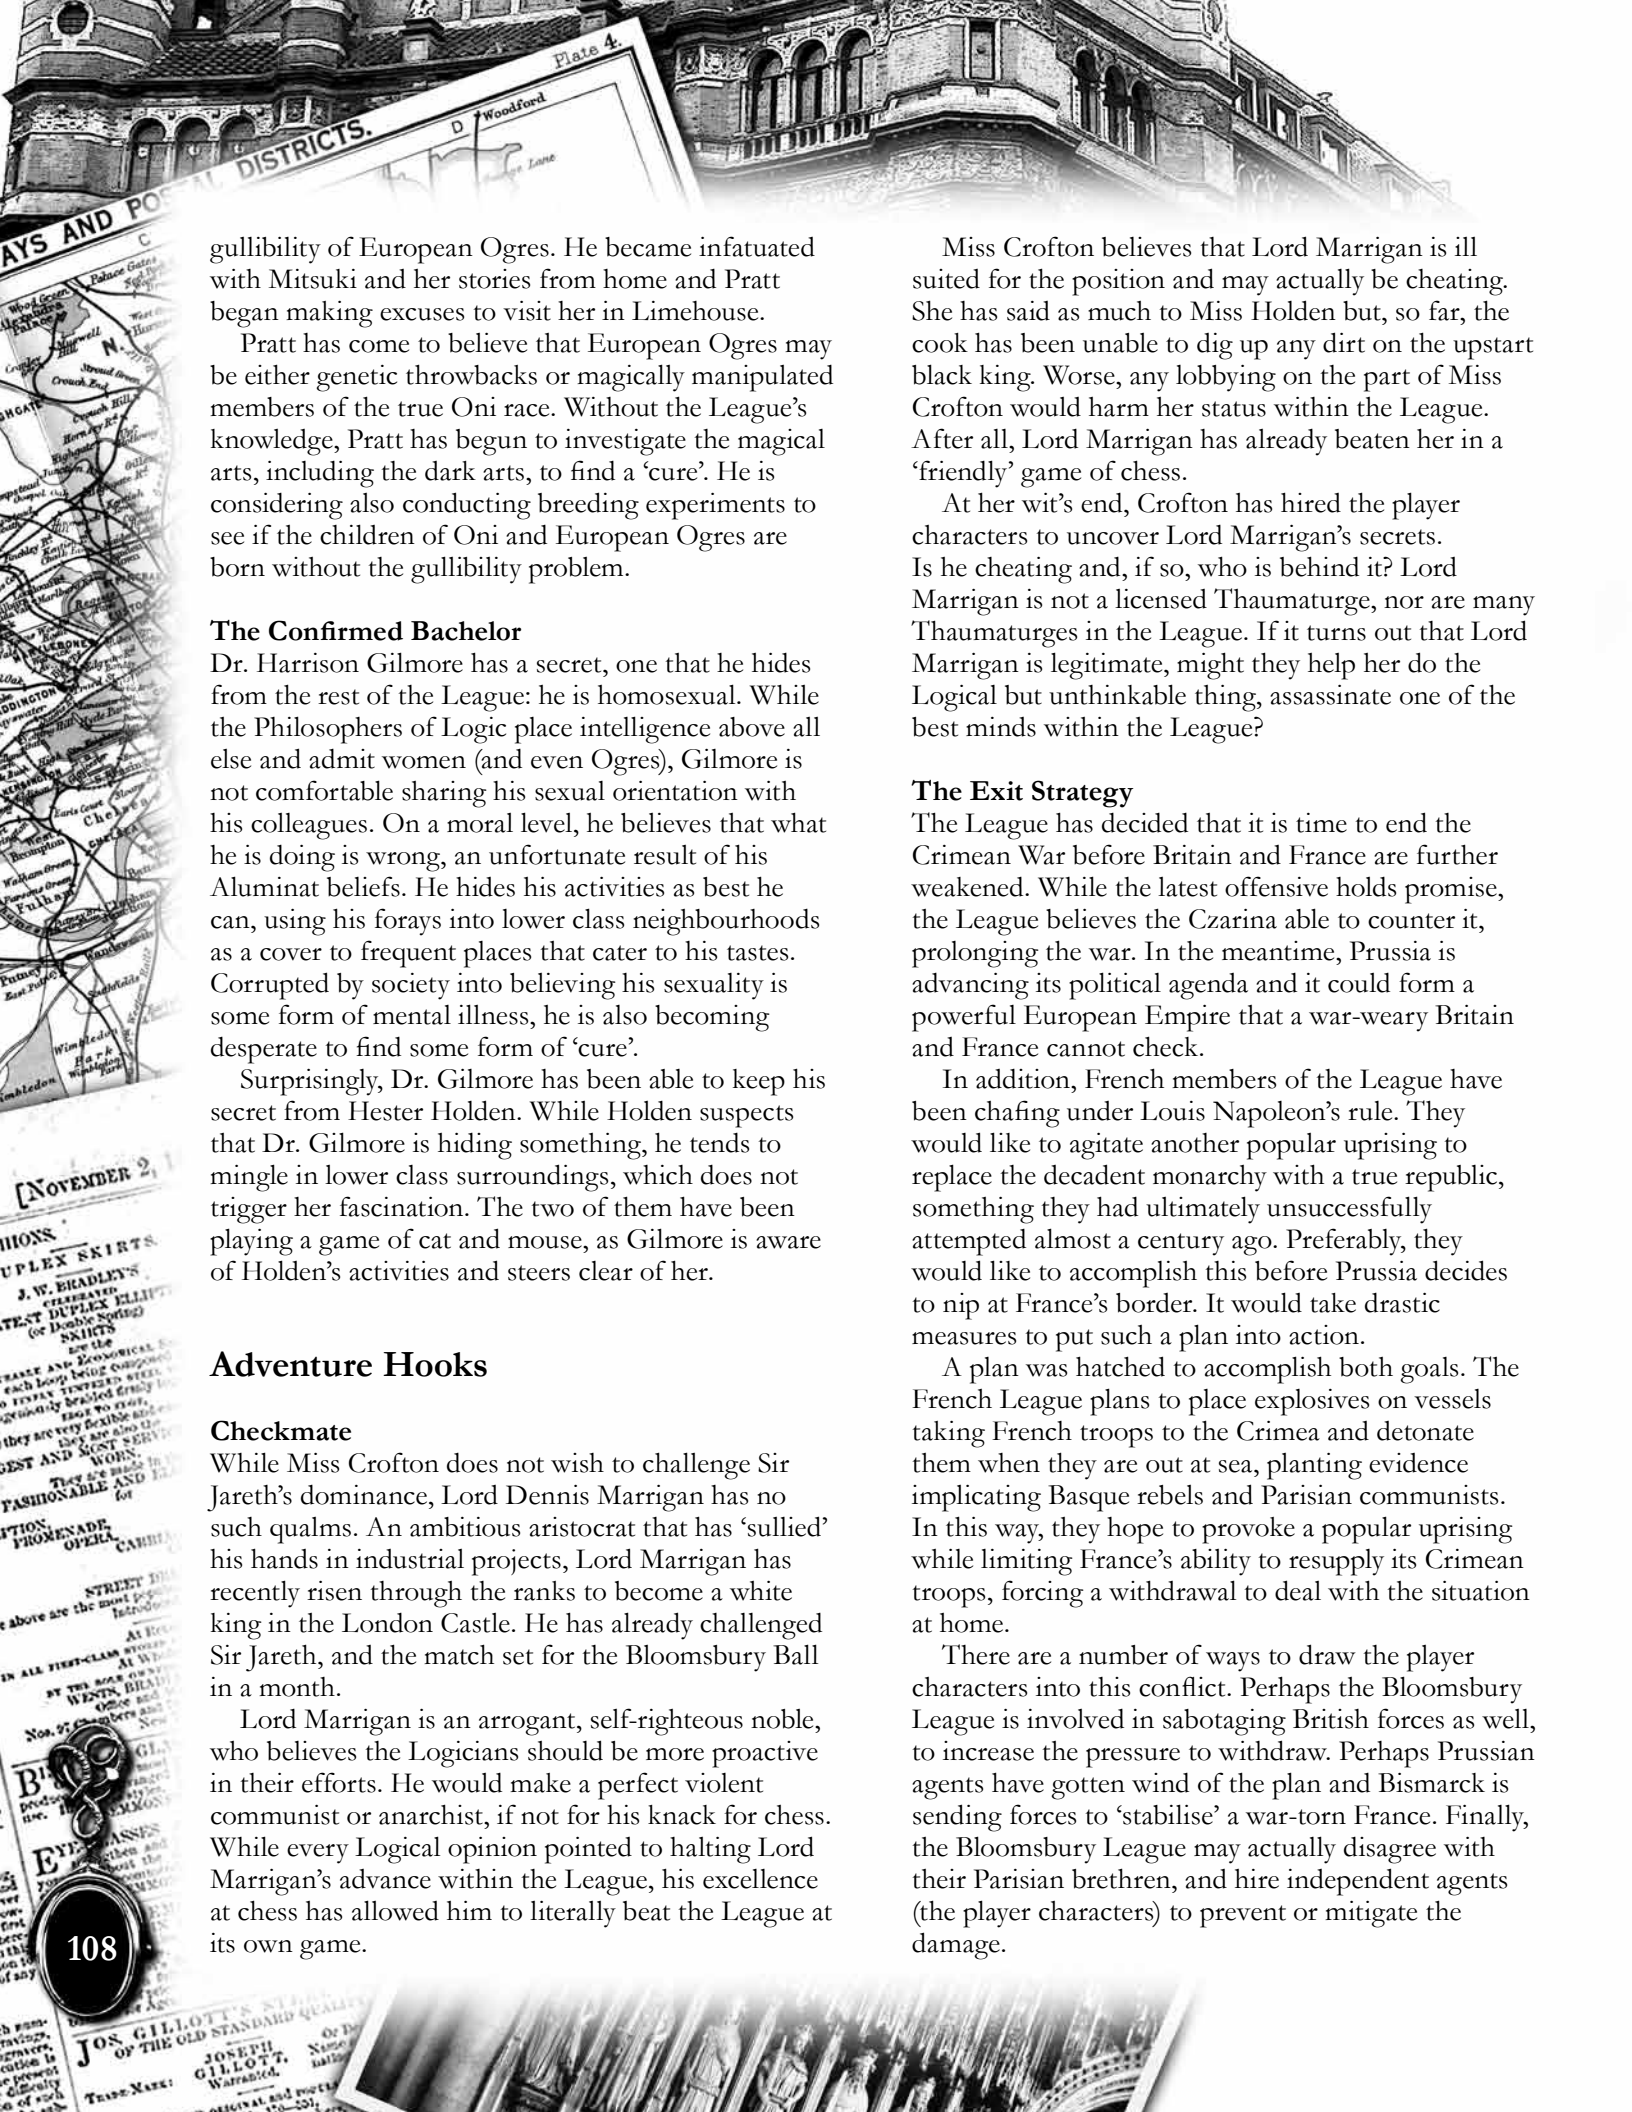 Plate 4.
DISTRICTS.
D
Woodford
AYS AND PO
C
gullibility of European Ogres. He became infatuated
with Mitsuki and her stories from home and Pratt
began making excuses to visit her in Limehouse.
Pratt has come to believe that European Ogres may
be either genetic throwbacks or magically manipulated
members of the true Oni race. Without the League's
knowledge, Pratt has begun to investigate the magical
arts, including the dark arts, to find a ‘cure’. He is
considering also conducting breeding experiments to
see if the children of Oni and European Ogres are
born without the gullibility problem.
The Confirmed Bachelor
Dr. Harrison Gilmore has a secret, one that he hides
from the rest of the League: he is homosexual. While
the Philosophers of Logic place intelligence above all
else and admit women (and even Ogres), Gilmore is
not comfortable sharing his sexual orientation with
his colleagues. On a moral level, he believes that what
he is doing is wrong, an unfortunate result of his
Aluminat beliefs. He hides his activities as best he
can, using his forays into lower class neighbourhoods
as a cover to frequent places that cater to his tastes.
Corrupted by society into believing his sexuality is
some form of mental illness, he is also becoming
desperate to find some form of ‘cure’.
Surprisingly, Dr. Gilmore has been able to keep his
secret from Hester Holden. While Holden suspects
that Dr. Gilmore is hiding something, he tends to
mingle in lower class surroundings, which does not
trigger her fascination. The two of them have been
playing a game of cat and mouse, as Gilmore is aware
of Holden's activities and steers clear of her.
Adventure Hooks
Checkmate
While Miss Crofton does not wish to challenge Sir
Jareth's dominance, Lord Dennis Marrigan has no
such qualms. An ambitious aristocrat that has ‘sullied’
his hands in industrial projects, Lord Marrigan has
recently risen through the ranks to become a white
king in the London Castle. He has already challenged
Sir Jareth, and the match set for the Bloomsbury Ball
in a month.
Lord Marrigan is an arrogant, self-righteous noble,
who believes the Logicians should be more proactive
in their efforts. He would make a perfect violent
communist or anarchist, if not for his knack for chess.
While every Logical opinion pointed to halting Lord
Marrigan's advance within the League, his excellence
at chess has allowed him to literally beat the League at
its own game.
Miss Crofton believes that Lord Marrigan is ill
suited for the position and may actually be cheating.
She has said as much to Miss Holden but, so far, the
cook has been unable to dig up any dirt on the upstart
black king. Worse, any lobbying on the part of Miss
Crofton would harm her status within the League.
After all, Lord Marrigan has already beaten her in a
‘friendly’ game of chess.
At her wit's end, Crofton has hired the player
characters to uncover Lord Marrigan's secrets.
Is he cheating and, if so, who is behind it? Lord
Marrigan is not a licensed Thaumaturge, nor are many
Thaumaturges in the League. If it turns out that Lord
Marrigan is legitimate, might they help her do the
Logical but unthinkable thing, assassinate one of the
best minds within the League?
The Exit Strategy
The League has decided that it is time to end the
Crimean War before Britain and France are further
weakened. While the latest offensive holds promise,
the League believes the Czarina able to counter it,
prolonging the war. In the meantime, Prussia is
advancing its political agenda and it could form a
powerful European Empire that a war-weary Britain
and France cannot check.
In addition, French members of the League have
been chafing under Louis Napoleon's rule. They
would like to agitate another popular uprising to
replace the decadent monarchy with a true republic,
something they had ultimately unsuccessfully
attempted almost a century ago. Preferably, they
would like to accomplish this before Prussia decides
to nip at France's border. It would take drastic
measures to put such a plan into action.
A plan was hatched to accomplish both goals. The
French League plans to place explosives on vessels
taking French troops to the Crimea and detonate
them when they are out at sea, planting evidence
implicating Basque rebels and Parisian communists.
In this way, they hope to provoke a popular uprising
while limiting France's ability to resupply its Crimean
troops, forcing a withdrawal to deal with the situation
at home.
There are a number of ways to draw the player
characters into this conflict. Perhaps the Bloomsbury
League is involved in sabotaging British forces as well,
to increase the pressure to withdraw. Perhaps Prussian
agents have gotten wind of the plan and Bismarck is
sending forces to ‘stabilise’ a war-torn France. Finally,
the Bloomsbury League may actually disagree with
their Parisian brethren, and hire independent agents
(the player characters) to prevent or mitigate the
damage.
[NOVEMBER 2,
UPLEX SKIRTS
J. W. BRADLEY'S
(or Double Spring)
SKIRTS
are the
FASHIONABLE AND
for
PROMENADE,
OPERA,
108
JOS. GILLOTT'S
OF THE OLD STANDARD QUALI
JOSEPH
GILLOTT,
Warranted.
TRADE MARK: